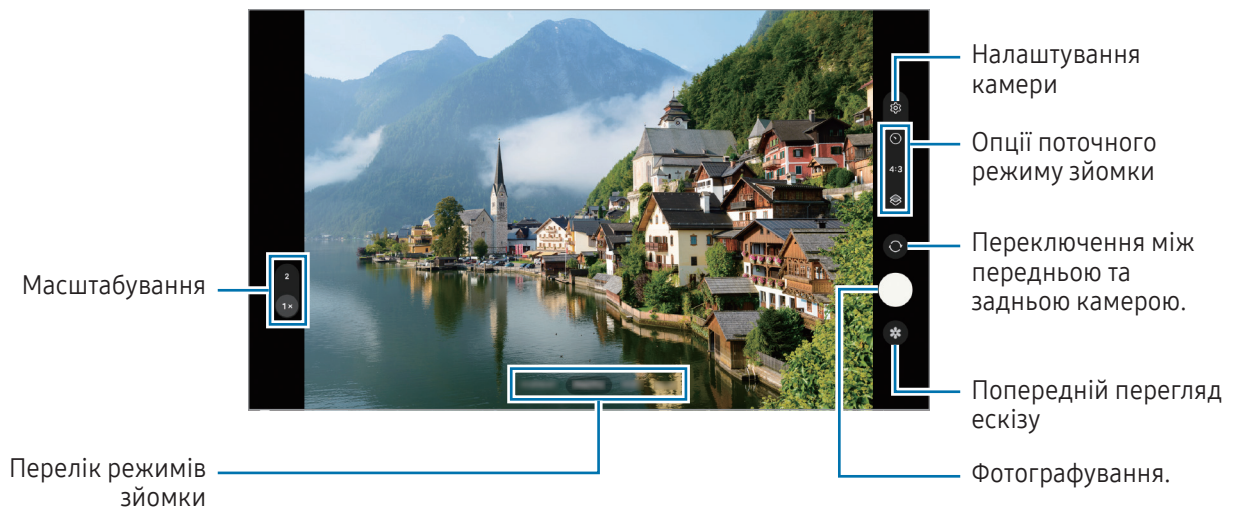 Налаштування
камери
Опції поточного
режиму зйомки
4:3
Переключення між
передньою та
задньою камерою.
Масштабування
2
1×
Попередній перегляд
ескізу
Перелік режимів
зйомки
Фотографування.